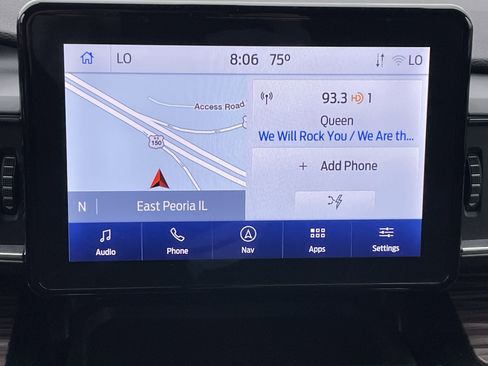 LO 8:06 75° LO
Access Road
150
93.3 HD 1
Queen
We Will Rock You / We Are th...
+ Add Phone
N East Peoria IL
Audio Phone Nav Apps Settings